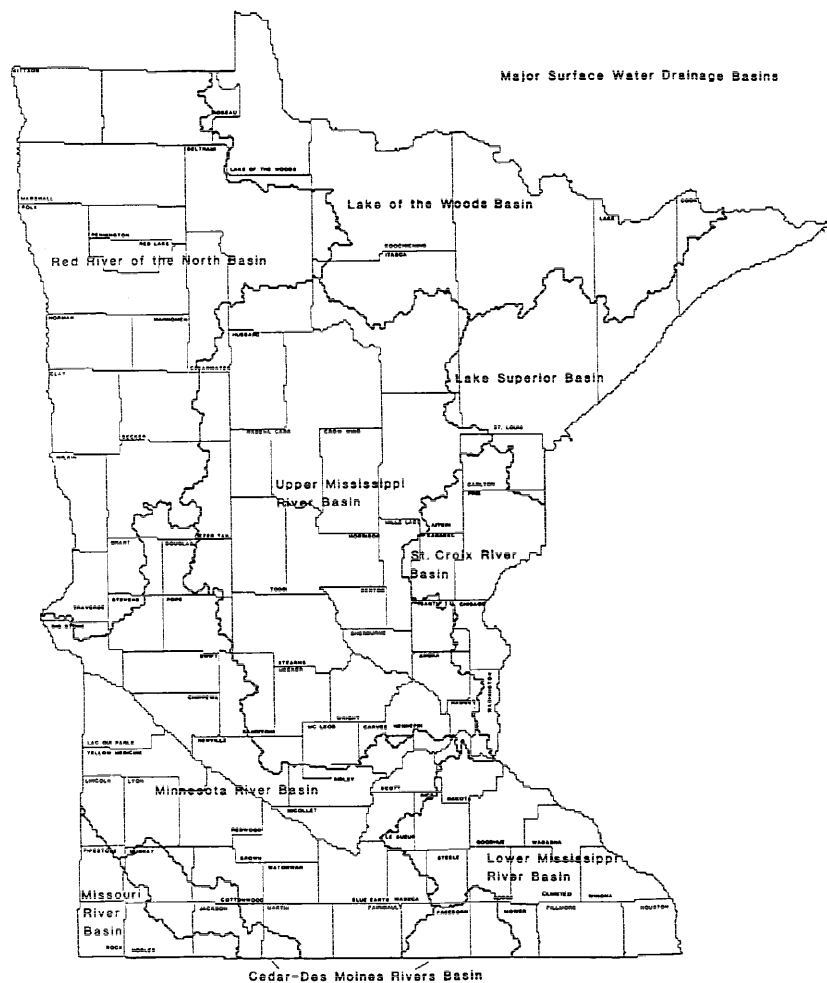 Major Surface Water Drainage Basins
KITTSON
ROSEAU
BELTRAMI
LAKE OF THE WOODS
MARSHALL
POLK
Lake of the Woods Basin
LAKE
COOK
PENNINGTON
RED LAKE
KOOCHICHING
ITASCA
Red River of the North Basin
NORMAN
MAHNOMEN
HUBBARD
CLAY
CLEARWATER
Lake Superior Basin
BECKER
CROW WING
ST. LOUIS
WILKIN
Upper Mississippi
River Basin
CARLTON
PINE
MILLE LACS
AITKIN
KANABEC
OTTER TAIL
GRANT
DOUGLAS
MORRISON
St. Croix River
Basin
TRAVERSE
STEVENS
POPE
TODD
BENTON
CHISAGO
BIG STONE
SHERBURNE
SWIFT
STEARNS
MEEKER
ANOKA
WASHINGTON
CHIPPEWA
RAMSEY
WRIGHT
KANDIYOHI
MC LEOD
CARVER
HENNEPIN
LAC QUI PARLE
YELLOW MEDICINE
RENVILLE
SIBLEY
LINCOLN
LYON
Minnesota River Basin
SCOTT
RICE
DAKOTA
NICOLLET
REDWOOD
LE SUEUR
GOODHUE
WABASHA
PIPESTONE
MURRAY
BROWN
WATONWAN
STEELE
Lower Mississippi
River Basin
Missouri
River
Basin
COTTONWOOD
BLUE EARTH
WASECA
DODGE
OLMSTED
WINONA
JACKSON
MARTIN
FAIRBAULT
FREEBORN
MOWER
FILLMORE
HOUSTON
ROCK
NOBLES
Cedar-Des Moines Rivers Basin